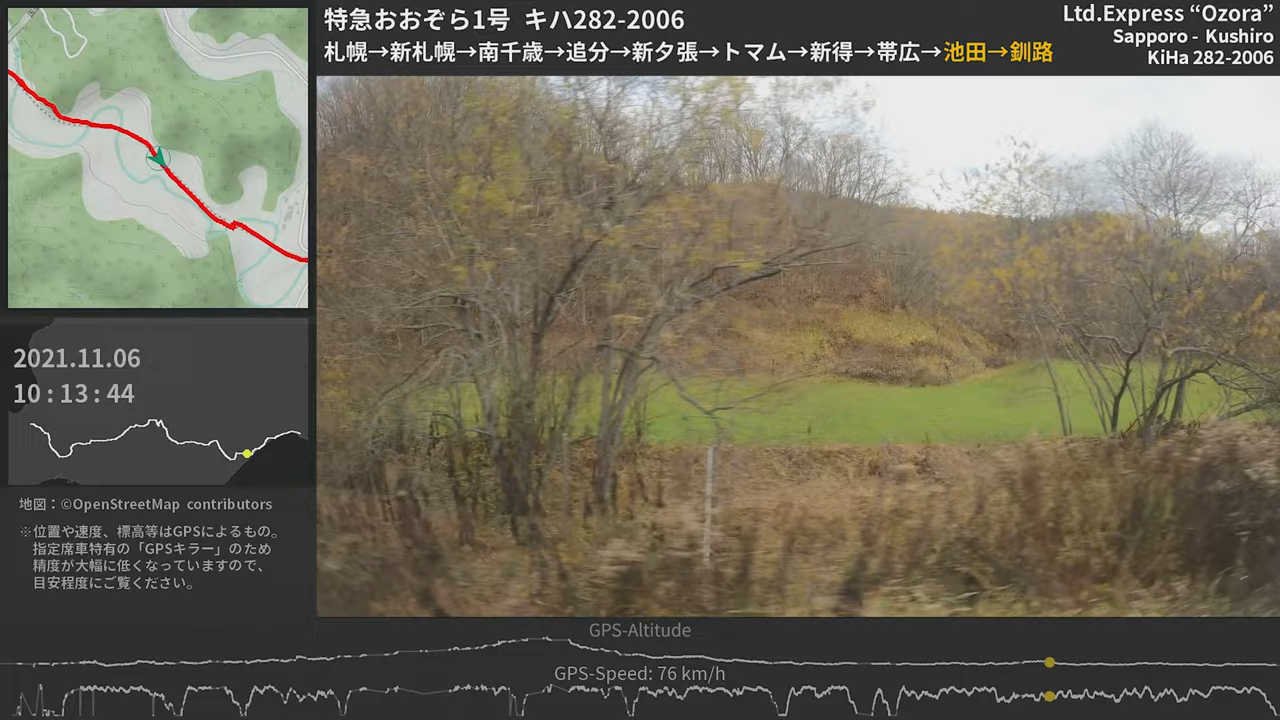 特急おおぞら1号 キハ282-2006
札幌→新札幌→南千歳→追分→新夕張→トマム→新得→帯広→池田→釧路
Ltd.Express “Ozora”
Sapporo - Kushiro
KiHa 282-2006
2021.11.06
10:13:44
地図：©OpenStreetMap contributors
※位置や速度、標高等はGPSによるもの。
指定席車特有の「GPSキラー」のため
精度が大幅に低くなっていますので、
目安程度にご覧ください。
GPS-Altitude
GPS-Speed: 76 km/h